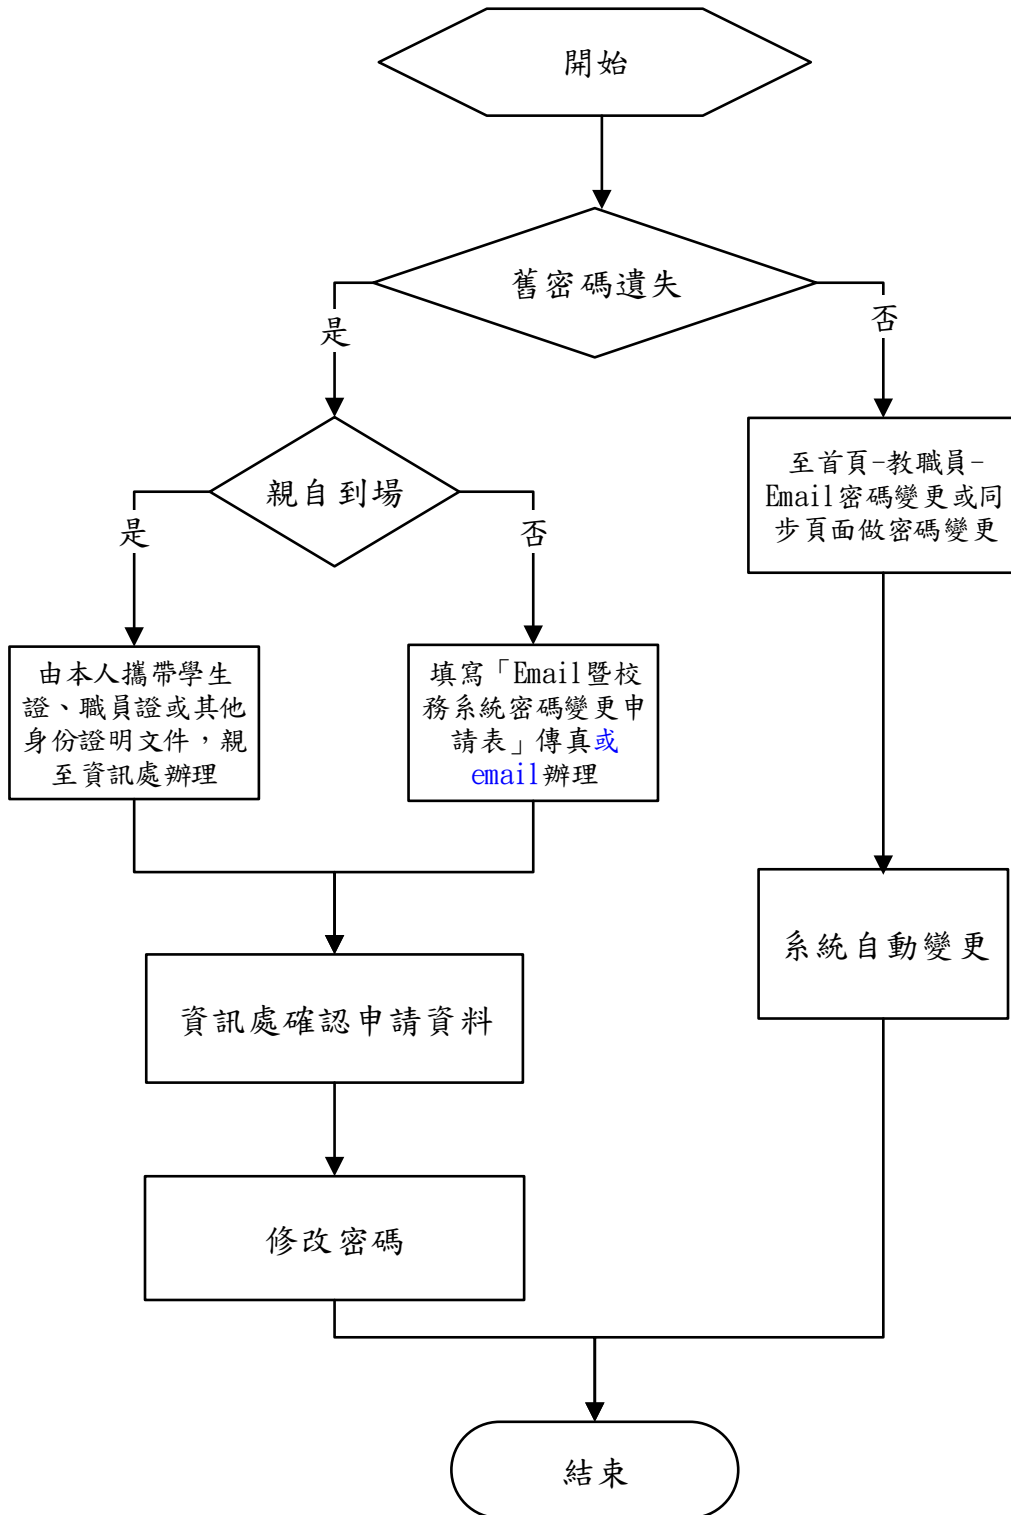 開始
舊密碼遺失
是
否
親自到場
至首頁-教職員-
Email密碼變更或同
步頁面做密碼變更
是
否
由本人攜帶學生
證、職員證或其他
身份證明文件，親
至資訊處辦理
填寫「Email暨校
務系統密碼變更申
請表」傳真或
email辦理
系統自動變更
資訊處確認申請資料
修改密碼
結束